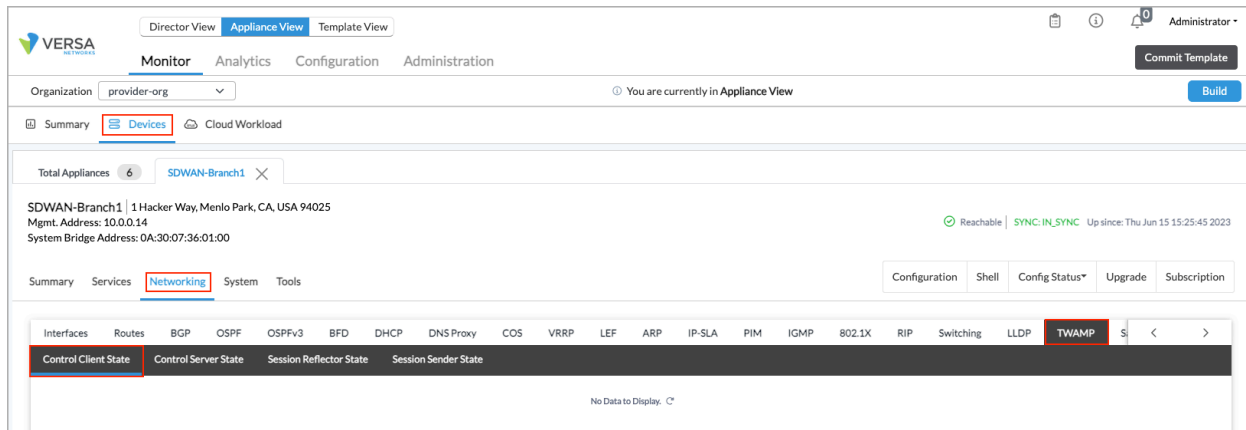 Director View Appliance View Template View 0 Administrator
VERSA
NETWORKS
Monitor Analytics Configuration Administration Commit Template
Organization provider-org You are currently in Appliance View Build
Summary Devices Cloud Workload
Total Appliances 6 SDWAN-Branch1
SDWAN-Branch1 | 1 Hacker Way, Menlo Park, CA, USA 94025
Mgmt. Address: 10.0.0.14
Reachable | SYNC: IN_SYNC Up since: Thu Jun 15 15:25:45 2023
System Bridge Address: 0A:30:07:36:01:00
Summary Services Networking System Tools Configuration Shell Config Status Upgrade Subscription
Interfaces Routes BGP OSPF OSPFv3 BFD DHCP DNS Proxy COS VRRP LEF ARP IP-SLA PIM IGMP 802.1X RIP Switching LLDP TWAMP
Control Client State Control Server State Session Reflector State Session Sender State
No Data to Display.